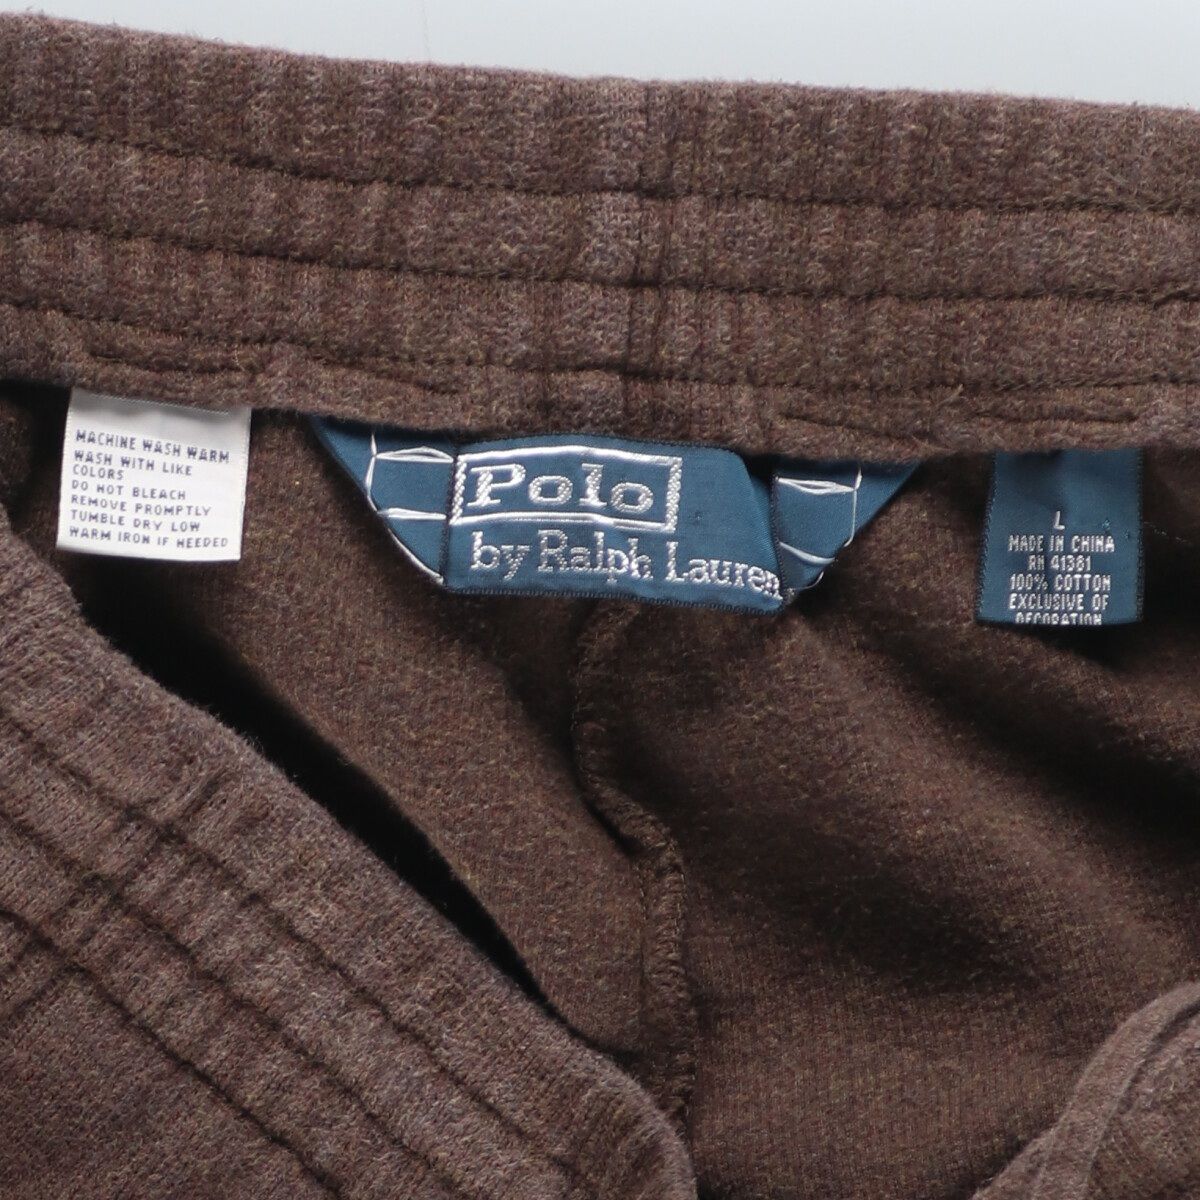 MACHINE WASH WARM
WASH WITH LIKE
COLORS
DO NOT BLEACH
REMOVE PROMPTLY
TUMBLE DRY LOW
WARM IRON IF NEEDED
Polo
by Ralph Lauren
L
MADE IN CHINA
RN 41381
100% COTTON
EXCLUSIVE OF
DECORATION